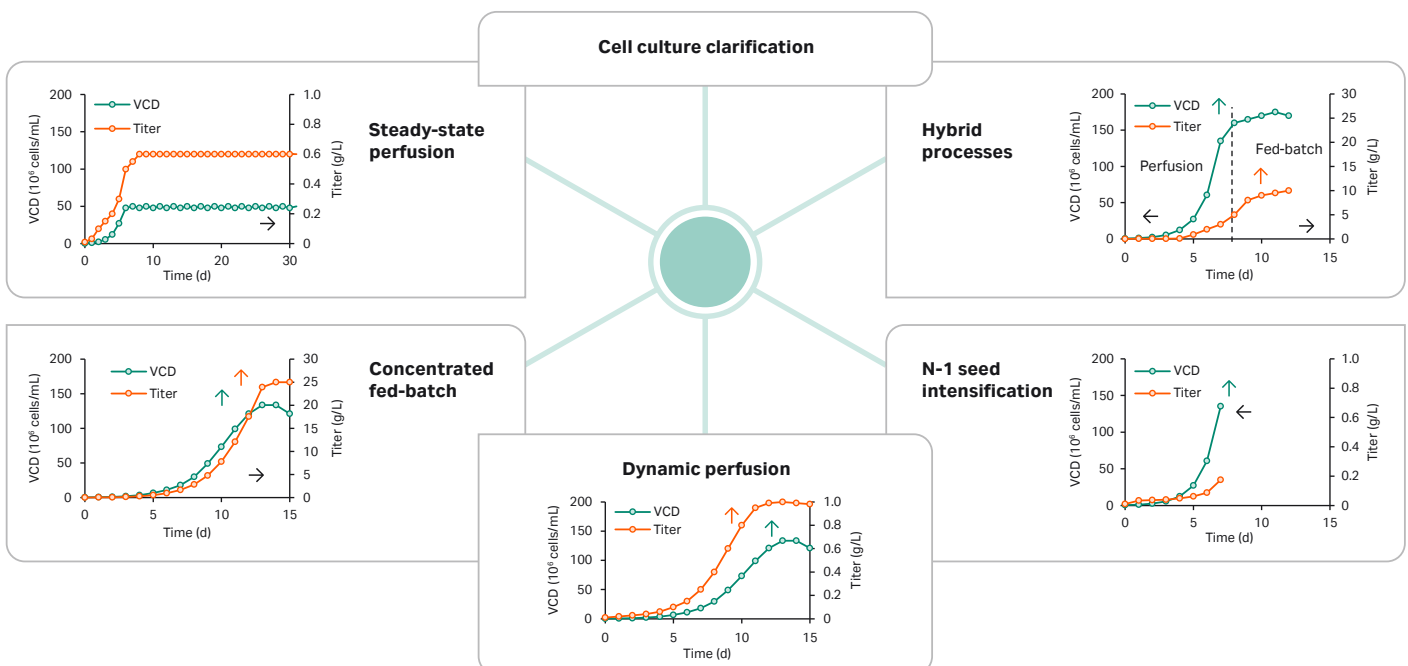 Cell culture clarification
Steady-state
perfusion
VCD
Titer
VCD (10⁶ cells/mL)
200
150
100
50
0
Titer (g/L)
1.0
0.8
0.6
0.4
0.2
0
0 10 20 30
Time (d)
Hybrid
processes
VCD
Titer
Perfusion
Fed-batch
VCD (10⁶ cells/mL)
200
150
100
50
0
Titer (g/L)
30
25
20
15
10
5
0
0 5 10 15
Time (d)
Concentrated
fed-batch
VCD
Titer
VCD (10⁶ cells/mL)
200
150
100
50
0
Titer (g/L)
30
25
20
15
10
5
0
0 5 10 15
Time (d)
N-1 seed
intensification
VCD
Titer
VCD (10⁶ cells/mL)
200
150
100
50
0
Titer (g/L)
1.0
0.8
0.6
0.4
0.2
0
0 5 10 15
Time (d)
Dynamic perfusion
VCD
Titer
VCD (10⁶ cells/mL)
200
150
100
50
0
Titer (g/L)
1.0
0.8
0.6
0.4
0.2
0
0 5 10 15
Time (d)